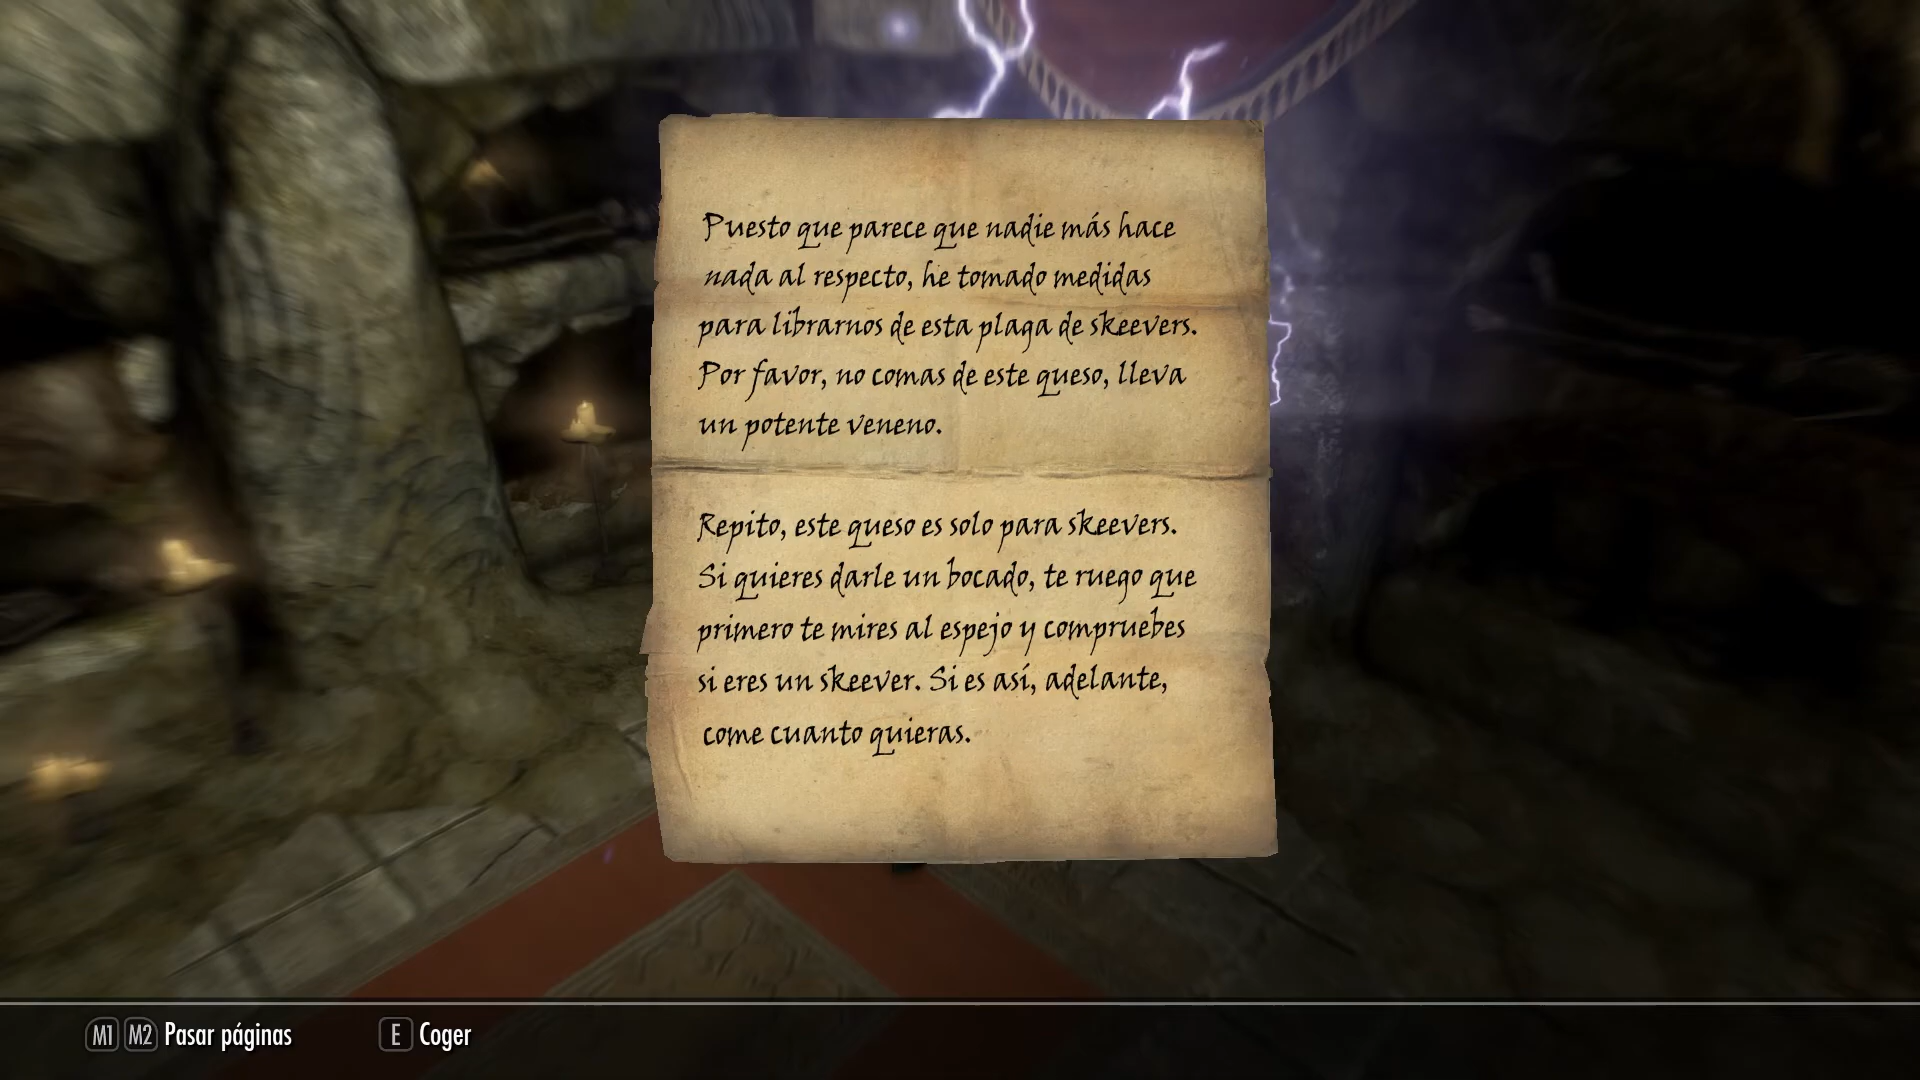 Puesto que parece que nadie más hace
nada al respecto, he tomado medidas
para librarnos de esta plaga de skeevers.
Por favor, no comas de este queso, lleva
un potente veneno.
Repito, este queso es solo para skeevers.
Si quieres darle un bocado, te ruego que
primero te mires al espejo y compruebes
si eres un skeever. Si es así, adelante,
come cuanto quieras.
M1 M2 Pasar páginas E Coger